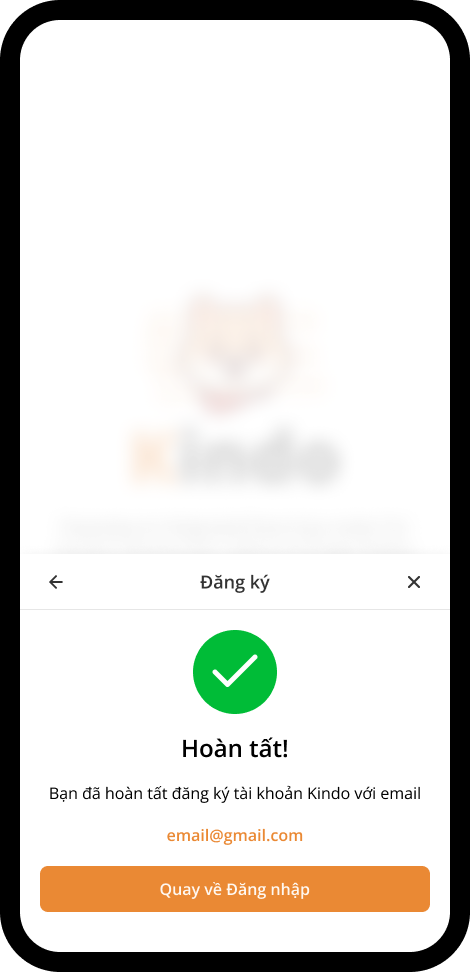 Kindo
Đăng ký
Hoàn tất!
Bạn đã hoàn tất đăng ký tài khoản Kindo với email
email@gmail.com
Quay về Đăng nhập